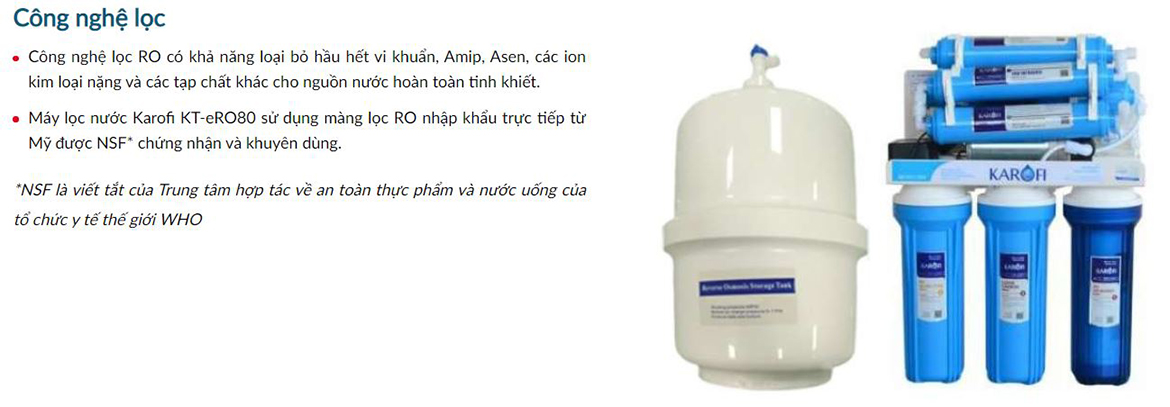 Công nghệ lọc
Công nghệ lọc RO có khả năng loại bỏ hầu hết vi khuẩn, Amip, Asen, các ion
kim loại nặng và các tạp chất khác cho nguồn nước hoàn toàn tinh khiết.
Máy lọc nước Karofi KT-eRO80 sử dụng màng lọc RO nhập khẩu trực tiếp từ
Mỹ được NSF* chứng nhận và khuyên dùng.
*NSF là viết tắt của Trung tâm hợp tác về an toàn thực phẩm và nước uống của
tổ chức y tế thế giới WHO
KAROFI
KAROFI
KAROFI
KAROFI
KAROFI
Reverse Osmosis Storage Tank